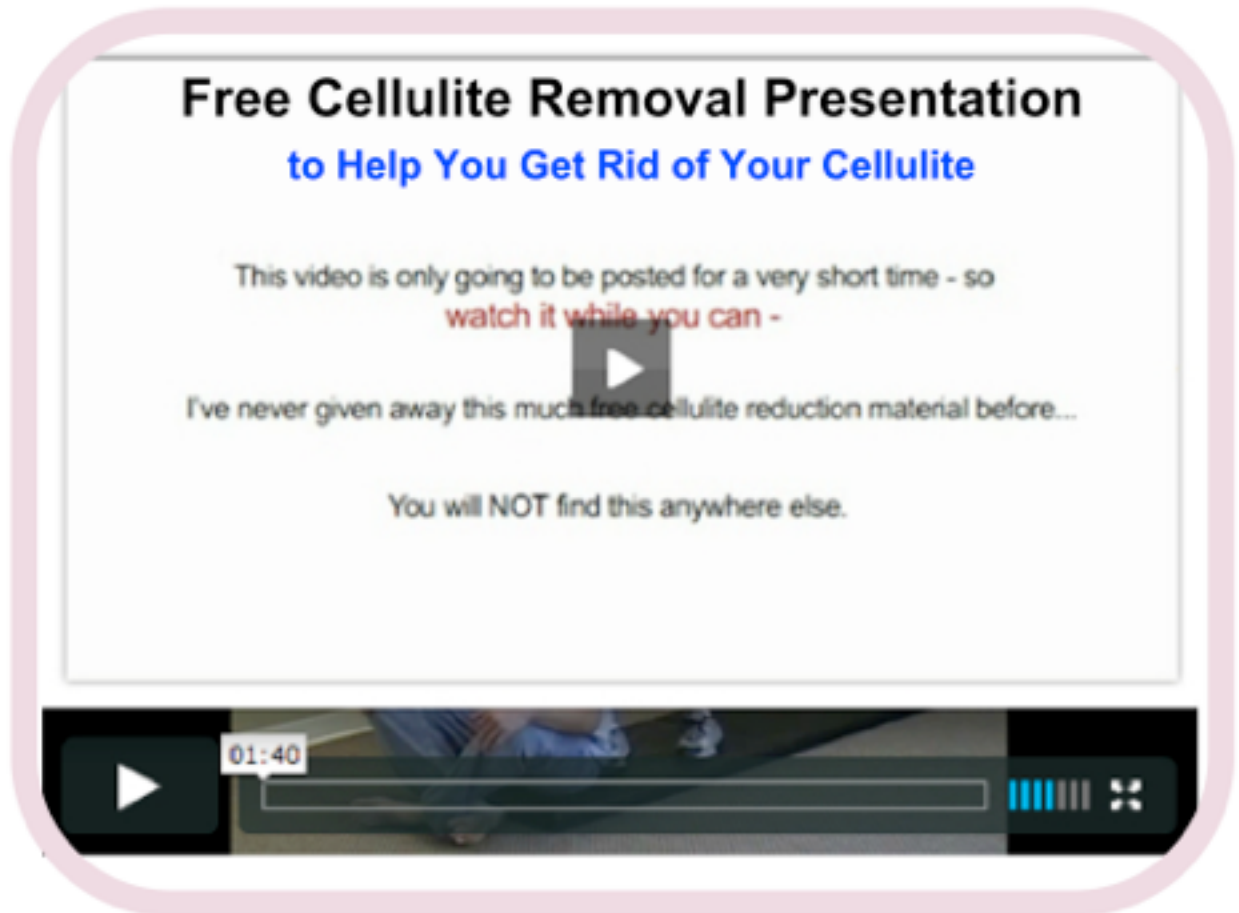 Free Cellulite Removal Presentation
to Help You Get Rid of Your Cellulite
This video is only going to be posted for a very short time - so
watch it while you can -
I've never given away this much free cellulite reduction material before...
You will NOT find this anywhere else.
01:40